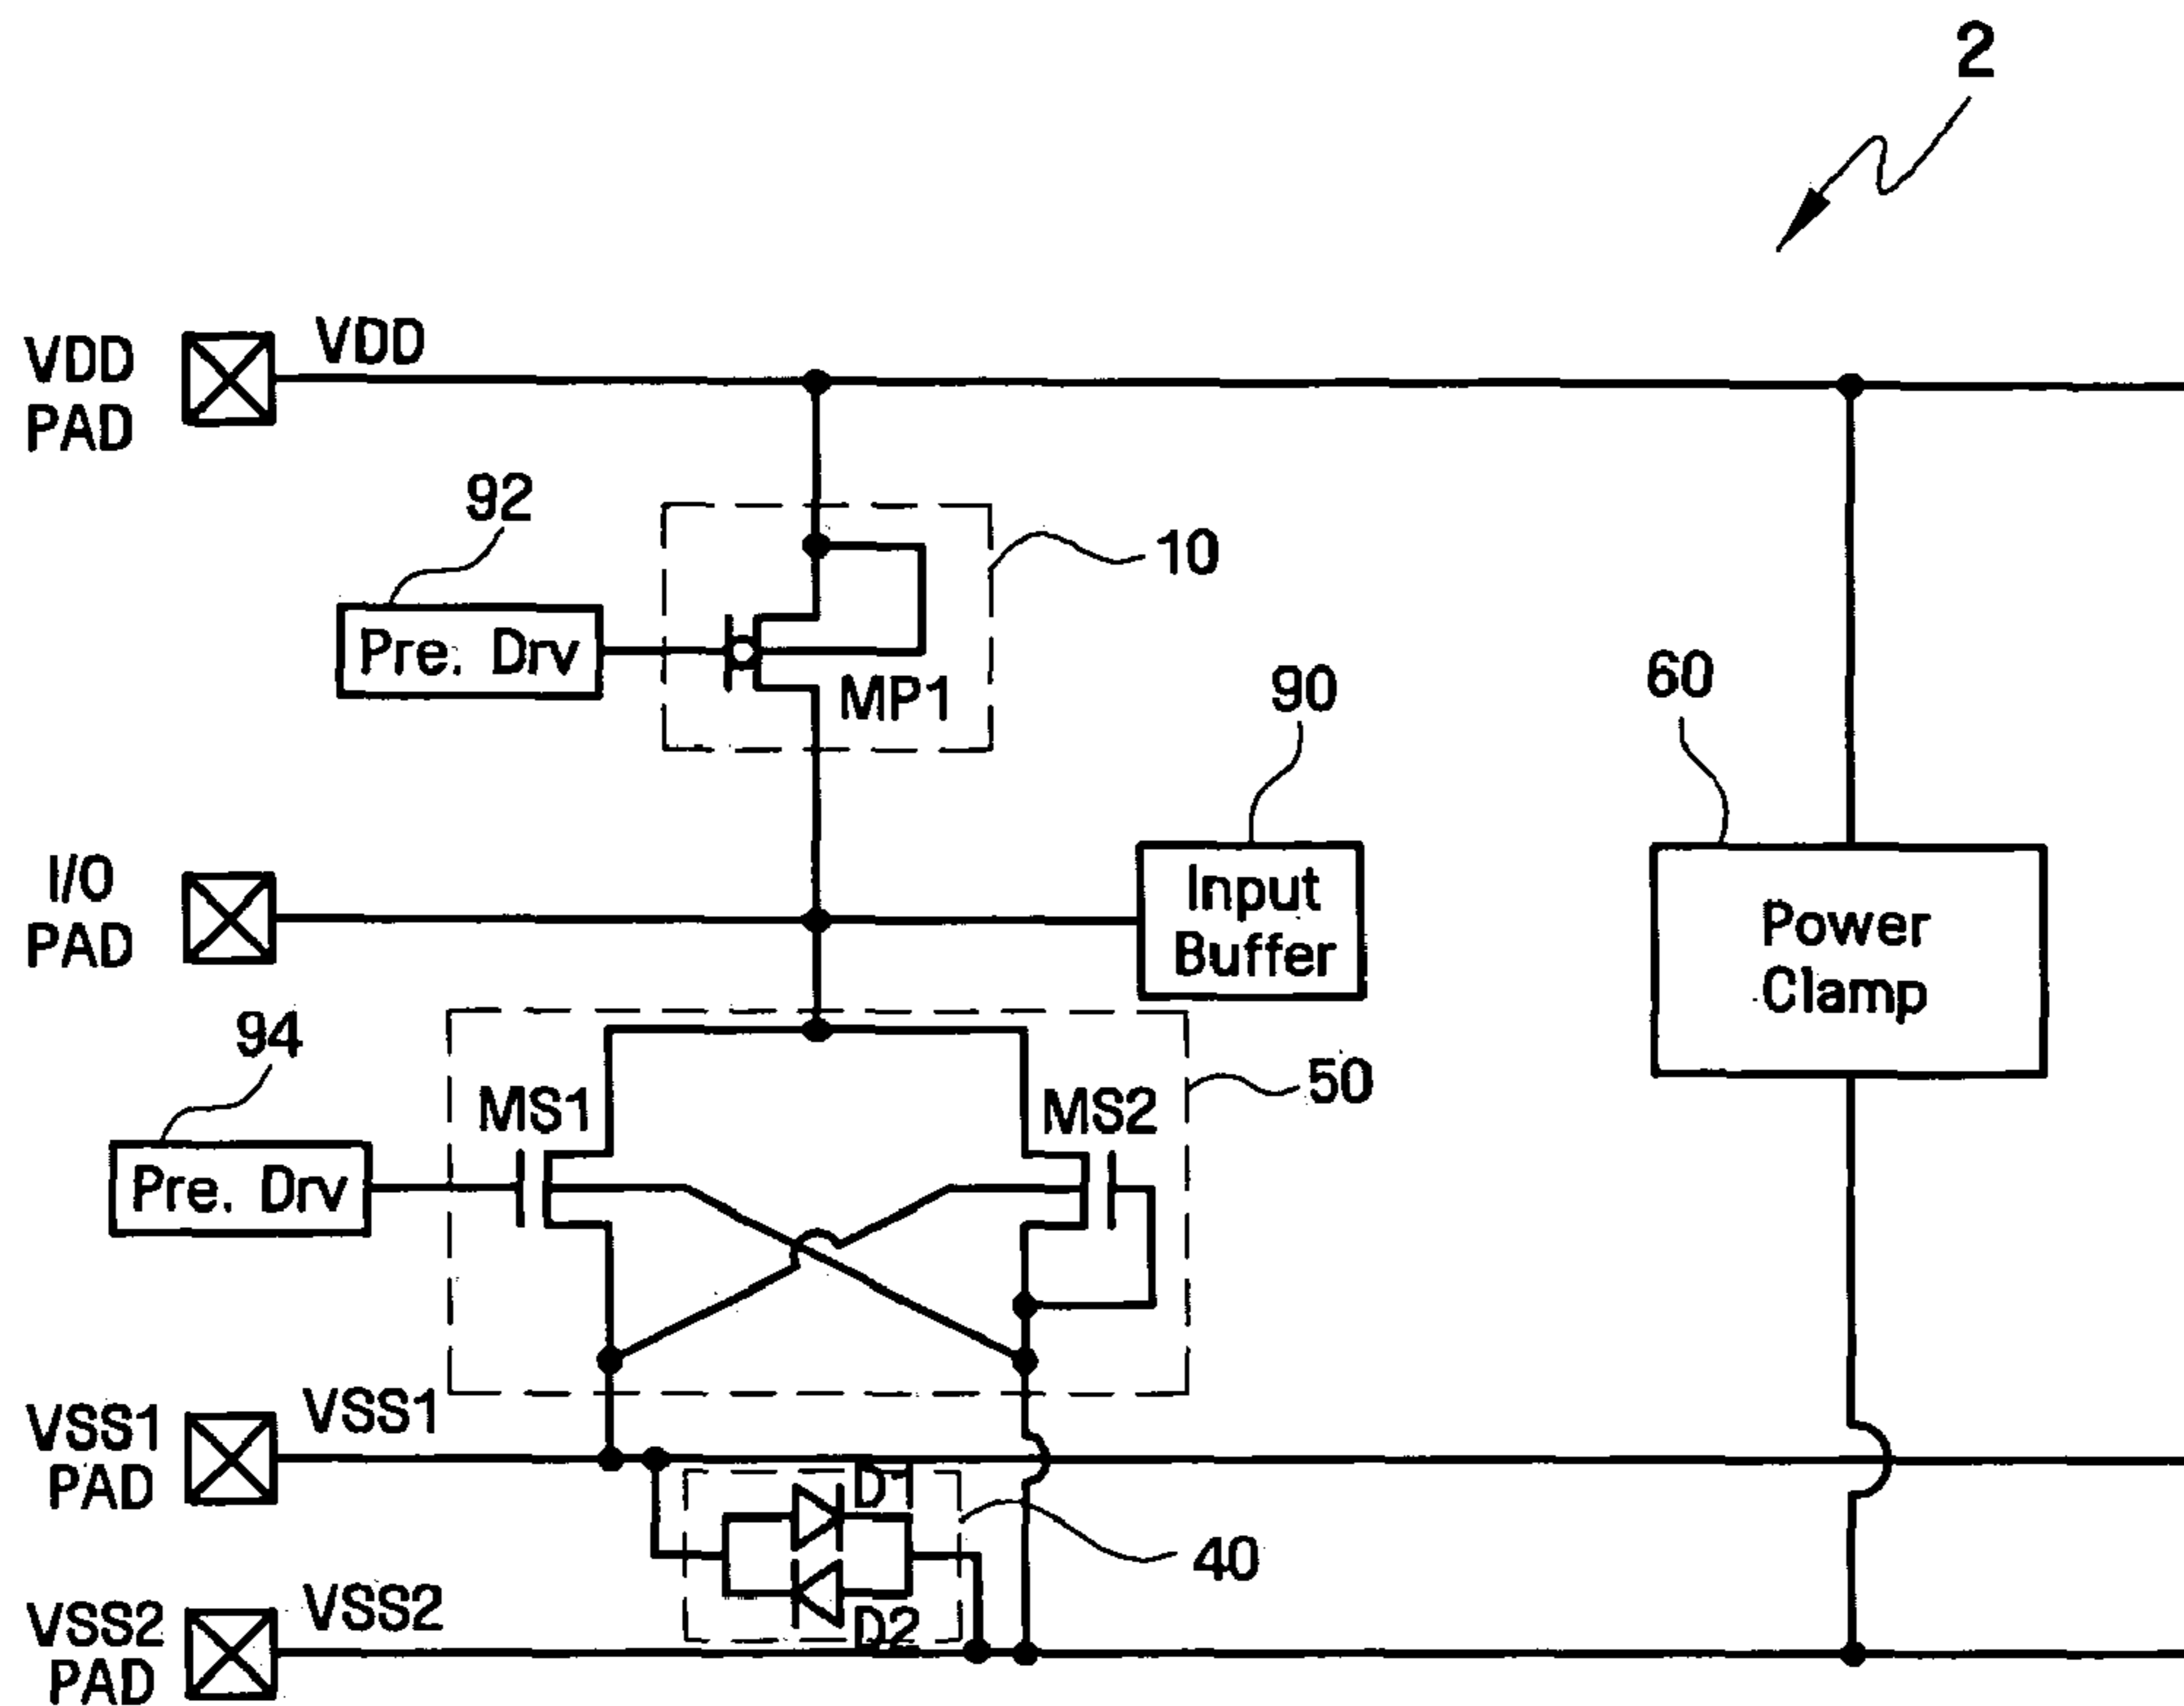 2
VDD
PAD
VDD
92
10
Pre. Drv
MP1
90
60
I/O
PAD
Input
Buffer
Power
Clamp
94
MS1
MS2
50
Pre. Drv
VSS1
PAD
VSS1
D1
40
VSS2
PAD
VSS2
D2